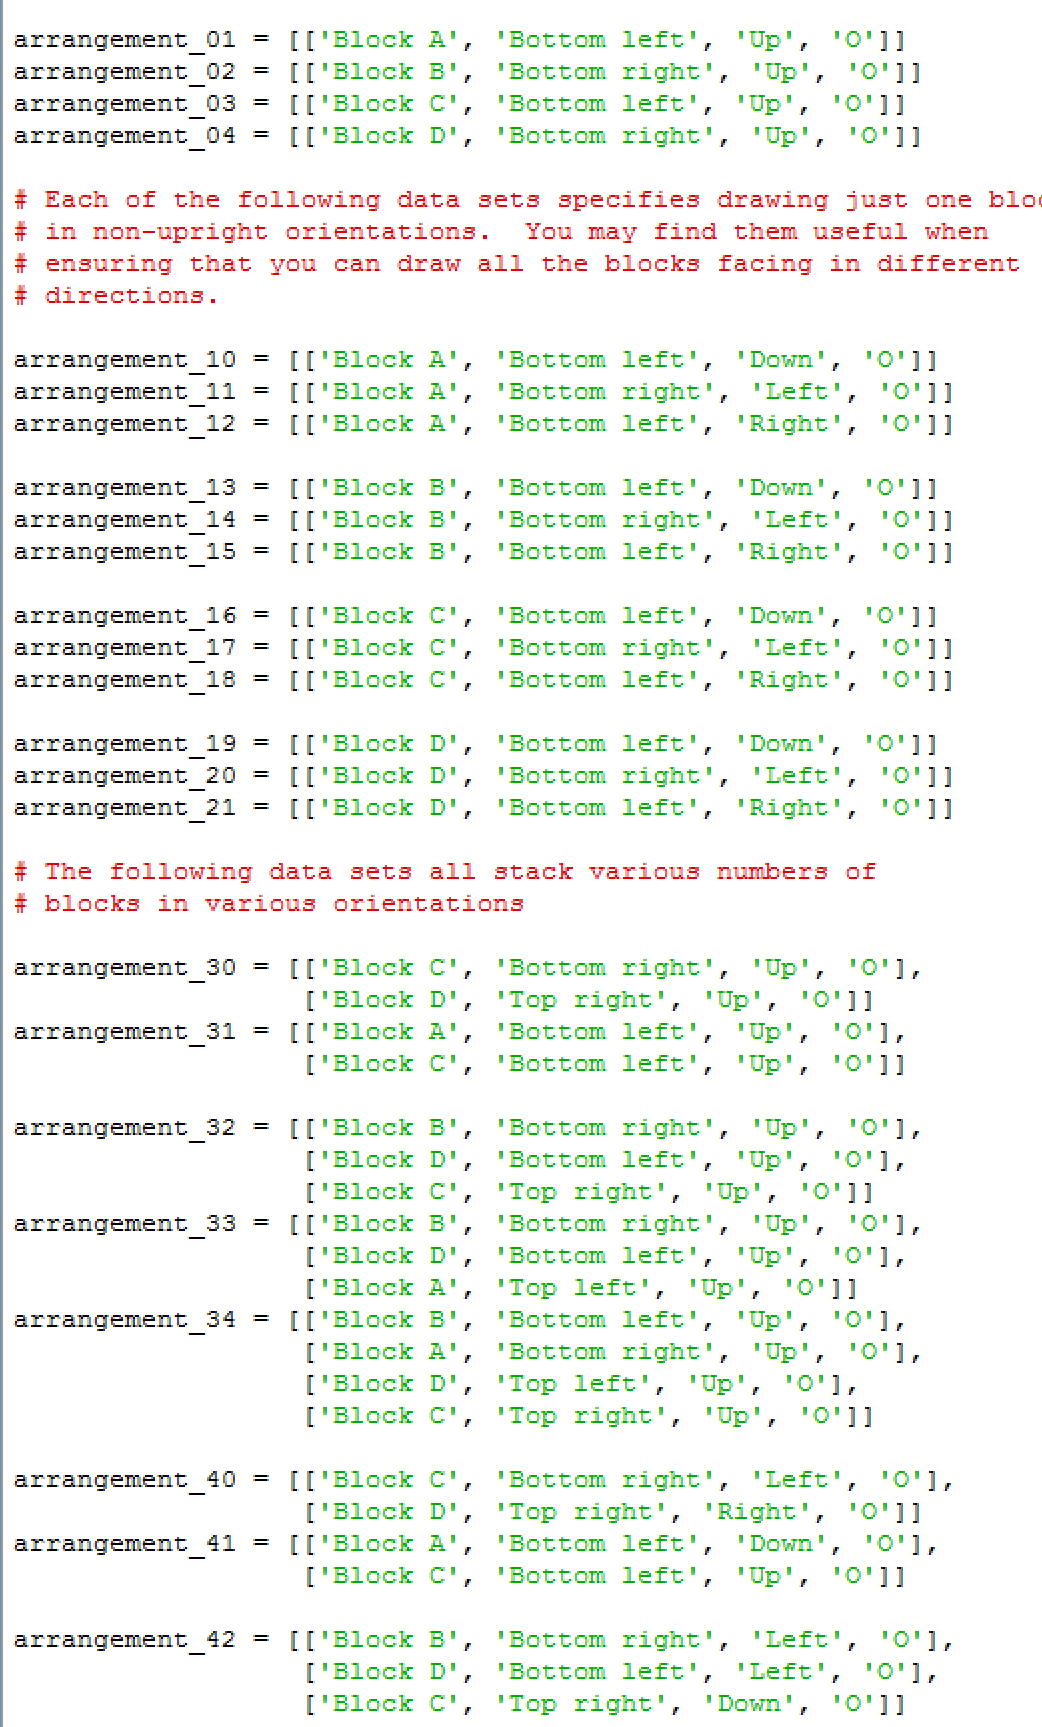 arrangement_01 = [['Block A', 'Bottom left', 'Up', 'O']]
arrangement_02 = [['Block B', 'Bottom right', 'Up', 'O']]
arrangement_03 = [['Block C', 'Bottom left', 'Up', 'O']]
arrangement_04 = [['Block D', 'Bottom right', 'Up', 'O']]
# Each of the following data sets specifies drawing just one bloc
# in non-upright orientations.  You may find them useful when
# ensuring that you can draw all the blocks facing in different
# directions.
arrangement_10 = [['Block A', 'Bottom left', 'Down', 'O']]
arrangement_11 = [['Block A', 'Bottom right', 'Left', 'O']]
arrangement_12 = [['Block A', 'Bottom left', 'Right', 'O']]
arrangement_13 = [['Block B', 'Bottom left', 'Down', 'O']]
arrangement_14 = [['Block B', 'Bottom right', 'Left', 'O']]
arrangement_15 = [['Block B', 'Bottom left', 'Right', 'O']]
arrangement_16 = [['Block C', 'Bottom left', 'Down', 'O']]
arrangement_17 = [['Block C', 'Bottom right', 'Left', 'O']]
arrangement_18 = [['Block C', 'Bottom left', 'Right', 'O']]
arrangement_19 = [['Block D', 'Bottom left', 'Down', 'O']]
arrangement_20 = [['Block D', 'Bottom right', 'Left', 'O']]
arrangement_21 = [['Block D', 'Bottom left', 'Right', 'O']]
# The following data sets all stack various numbers of
# blocks in various orientations
arrangement_30 = [['Block C', 'Bottom right', 'Up', 'O'],
                  ['Block D', 'Top right', 'Up', 'O']]
arrangement_31 = [['Block A', 'Bottom left', 'Up', 'O'],
                  ['Block C', 'Bottom left', 'Up', 'O']]
arrangement_32 = [['Block B', 'Bottom right', 'Up', 'O'],
                  ['Block D', 'Bottom left', 'Up', 'O'],
                  ['Block C', 'Top right', 'Up', 'O']]
arrangement_33 = [['Block B', 'Bottom right', 'Up', 'O'],
                  ['Block D', 'Bottom left', 'Up', 'O'],
                  ['Block A', 'Top left', 'Up', 'O']]
arrangement_34 = [['Block B', 'Bottom left', 'Up', 'O'],
                  ['Block A', 'Bottom right', 'Up', 'O'],
                  ['Block D', 'Top left', 'Up', 'O'],
                  ['Block C', 'Top right', 'Up', 'O']]
arrangement_40 = [['Block C', 'Bottom right', 'Left', 'O'],
                  ['Block D', 'Top right', 'Right', 'O']]
arrangement_41 = [['Block A', 'Bottom left', 'Down', 'O'],
                  ['Block C', 'Bottom left', 'Up', 'O']]
arrangement_42 = [['Block B', 'Bottom right', 'Left', 'O'],
                  ['Block D', 'Bottom left', 'Left', 'O'],
                  ['Block C', 'Top right', 'Down', 'O']]